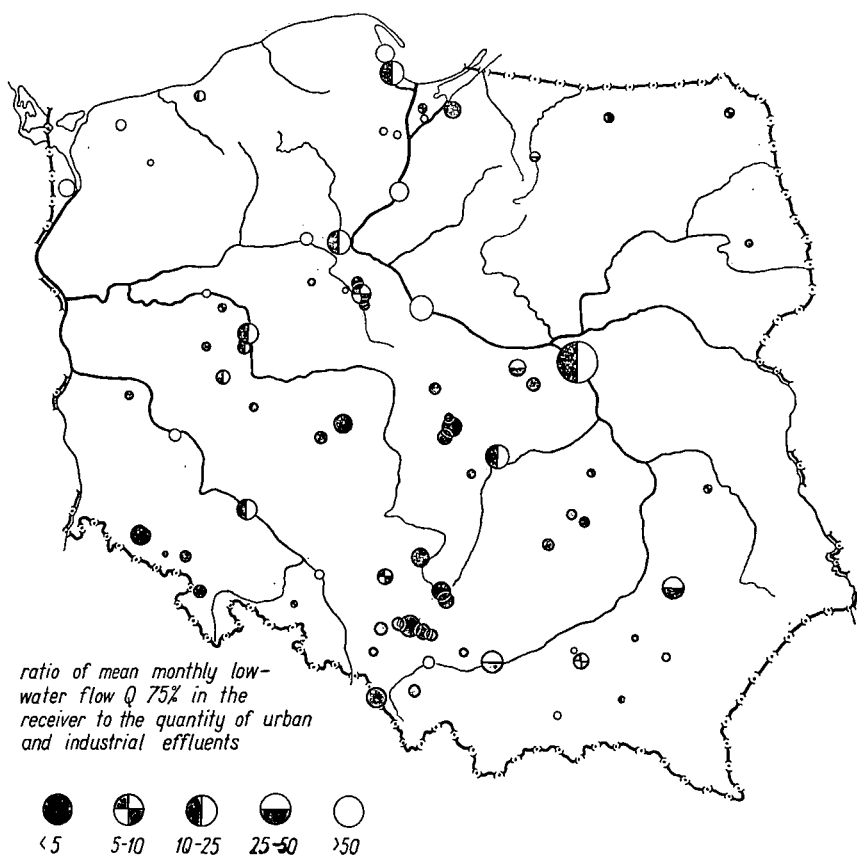 ratio of mean monthly low-
water flow Q 75% in the
receiver to the quantity of urban
and industrial effluents
<5 5-10 10-25 25-50 >50